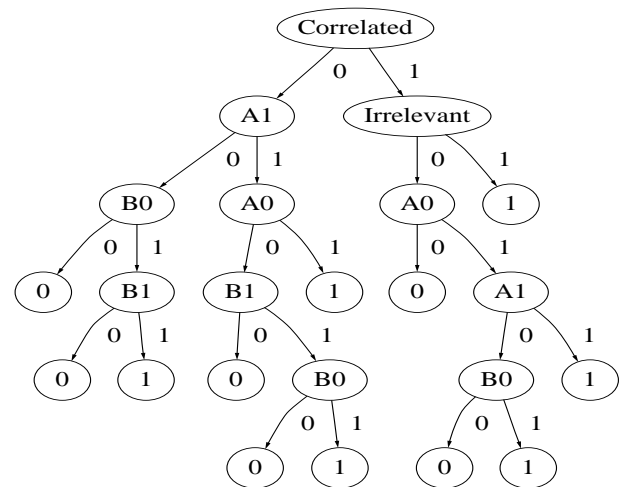 Correlated
0 1
A1 Irrelevant
0 1 0 1
B0 A0 A0 1
0 1 0 1 0 1
0 B1 B1 1 0 A1
0 1 0 1 0 1
0 1 0 B0 B0 1
0 1 0 1
0 1 0 1